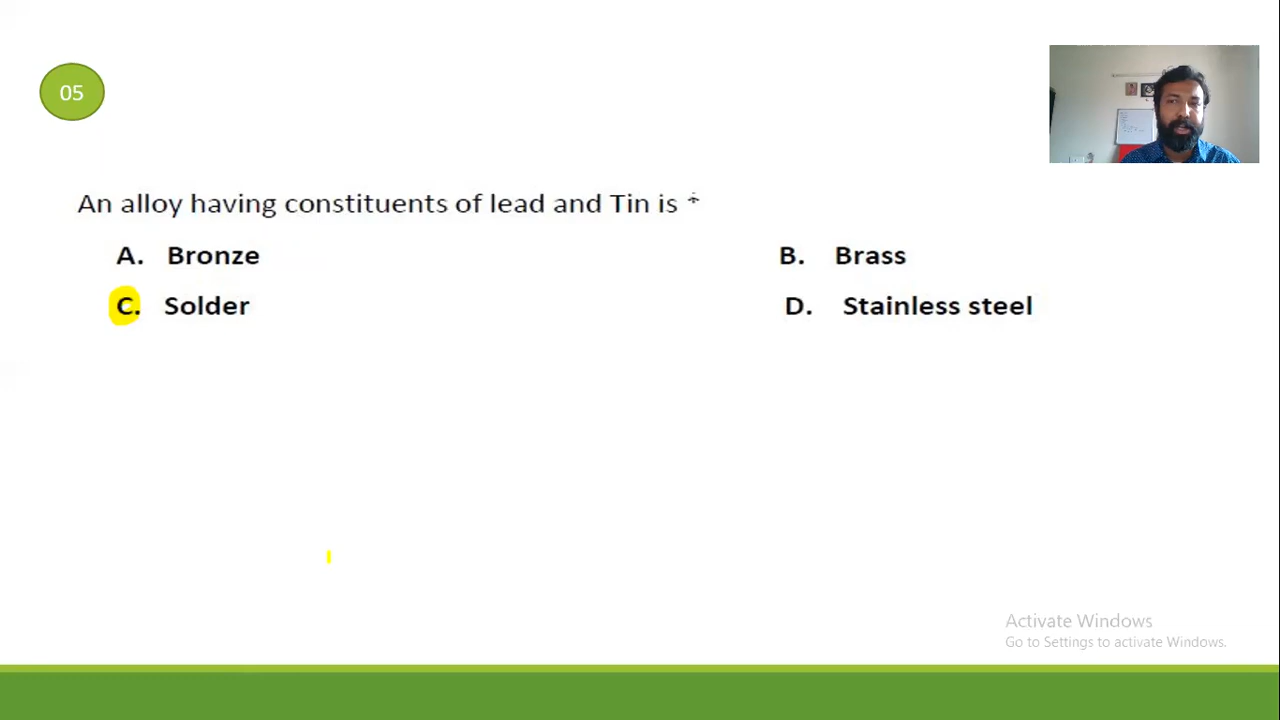 05
An alloy having constituents of lead and Tin is *
A. Bronze
B. Brass
C. Solder
D. Stainless steel
Activate Windows
Go to Settings to activate Windows.